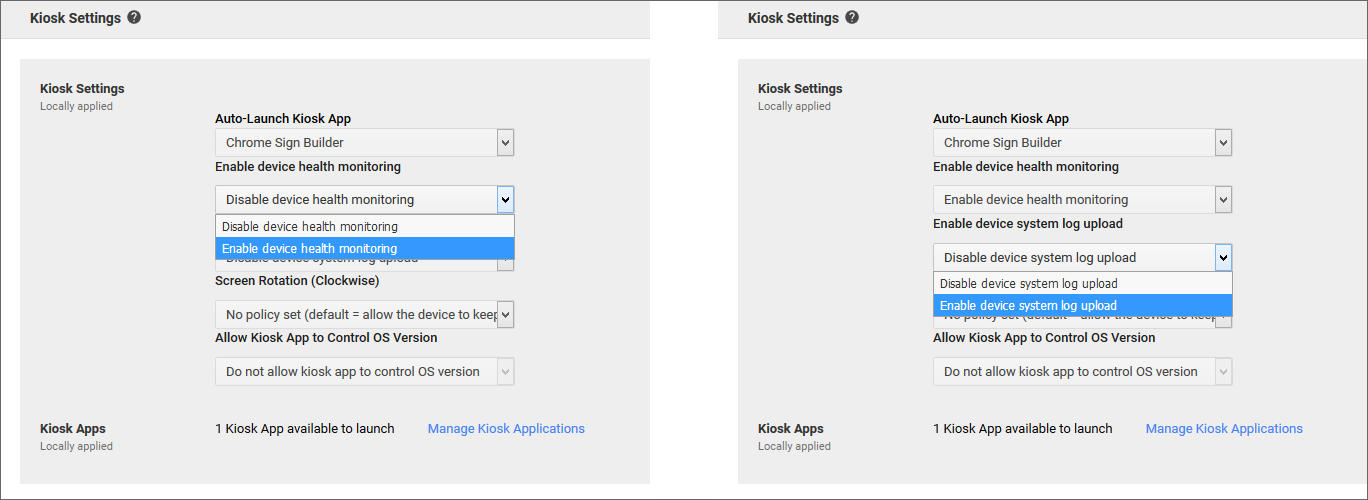 Kiosk Settings ?
Kiosk Settings
Locally applied
Auto-Launch Kiosk App
Chrome Sign Builder
Enable device health monitoring
Disable device health monitoring
Disable device health monitoring
Enable device health monitoring
Disable device system log upload
Screen Rotation (Clockwise)
No policy set (default = allow the device to keep
Allow Kiosk App to Control OS Version
Do not allow kiosk app to control OS version
Kiosk Apps
Locally applied
1 Kiosk App available to launch
Manage Kiosk Applications
Kiosk Settings ?
Kiosk Settings
Locally applied
Auto-Launch Kiosk App
Chrome Sign Builder
Enable device health monitoring
Enable device health monitoring
Enable device system log upload
Disable device system log upload
Disable device system log upload
Enable device system log upload
No policy set (default = allow the device to keep
Allow Kiosk App to Control OS Version
Do not allow kiosk app to control OS version
Kiosk Apps
Locally applied
1 Kiosk App available to launch
Manage Kiosk Applications